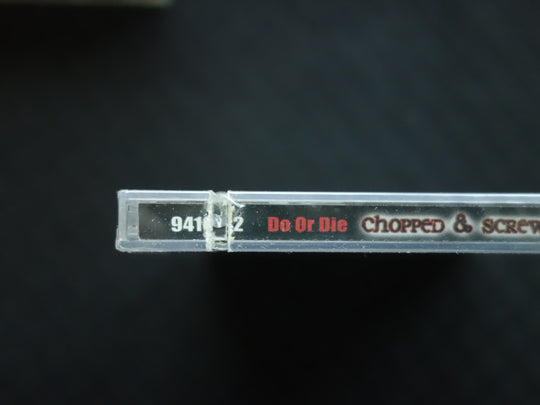 Do Or Die CHOPPED & SCREW